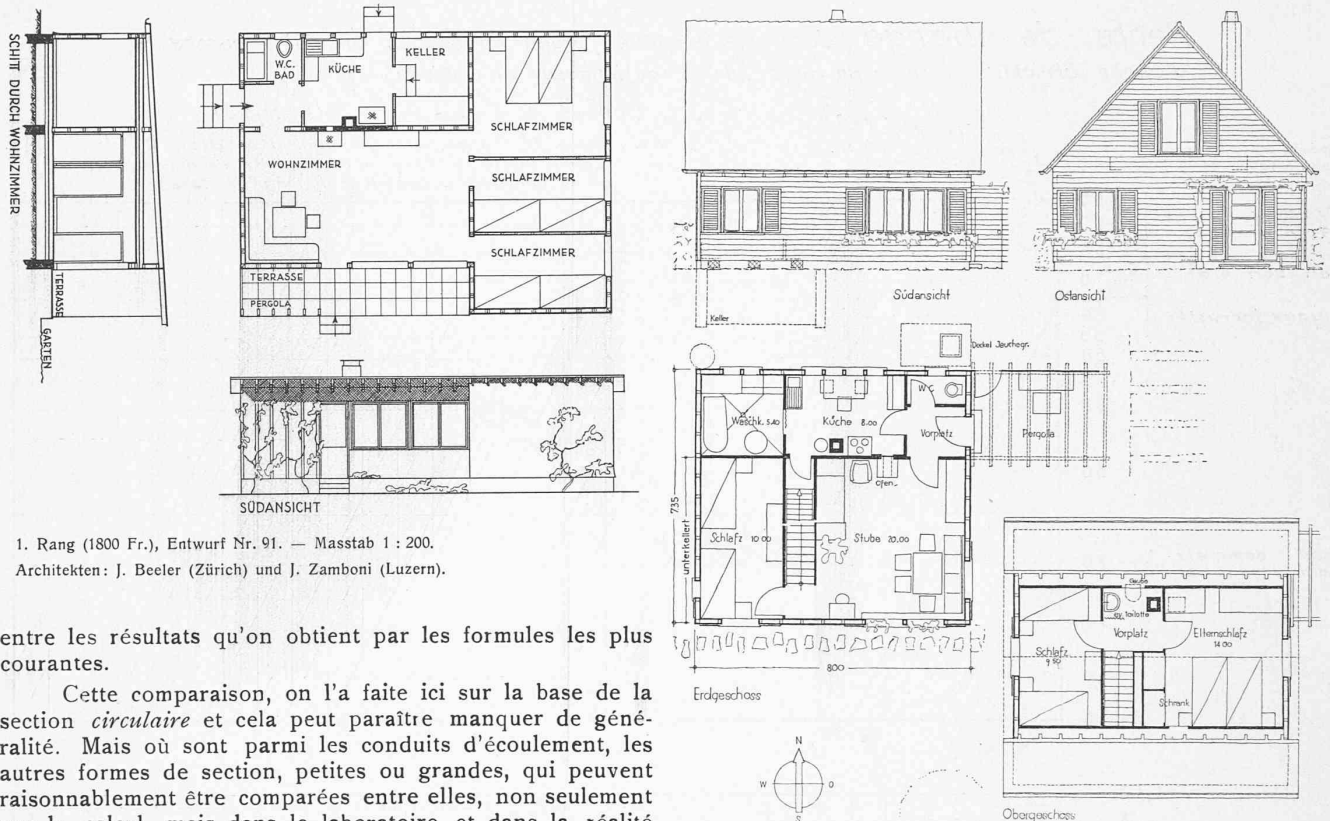 SCHITT DURCH WOHNZIMMER
TERRASSE
GARTEN
W.C.
BAD
KÜCHE
KELLER
SCHLAFZIMMER
WOHNZIMMER
SCHLAFZIMMER
SCHLAFZIMMER
TERRASSE
PERGOLA
SÜDANSICHT
1. Rang (1800 Fr.), Entwurf Nr. 91. — Masstab 1 : 200.
Architekten: J. Beeler (Zürich) und J. Zamboni (Luzern).
entre les résultats qu'on obtient par les formules les plus
courantes.
Cette comparaison, on l'a faite ici sur la base de la
section circulaire et cela peut paraître manquer de géné-
ralité. Mais où sont parmi les conduits d'écoulement, les
autres formes de section, petites ou grandes, qui peuvent
raisonnablement être comparées entre elles, non seulement
Südansicht
Ostansicht
Keller
Deckel Jauchegr.
Waschk. 5.40
Küche 8.00
W.C.
Vorplatz
Pergolla
Ofen
735
unterkellert
Schlafz 10.00
Stube 20.00
800
Erdgeschoss
N
W
O
S
Vorplatz
Elternschlafz
14.00
Schlafz
9.50
Schrank
Obergeschoss